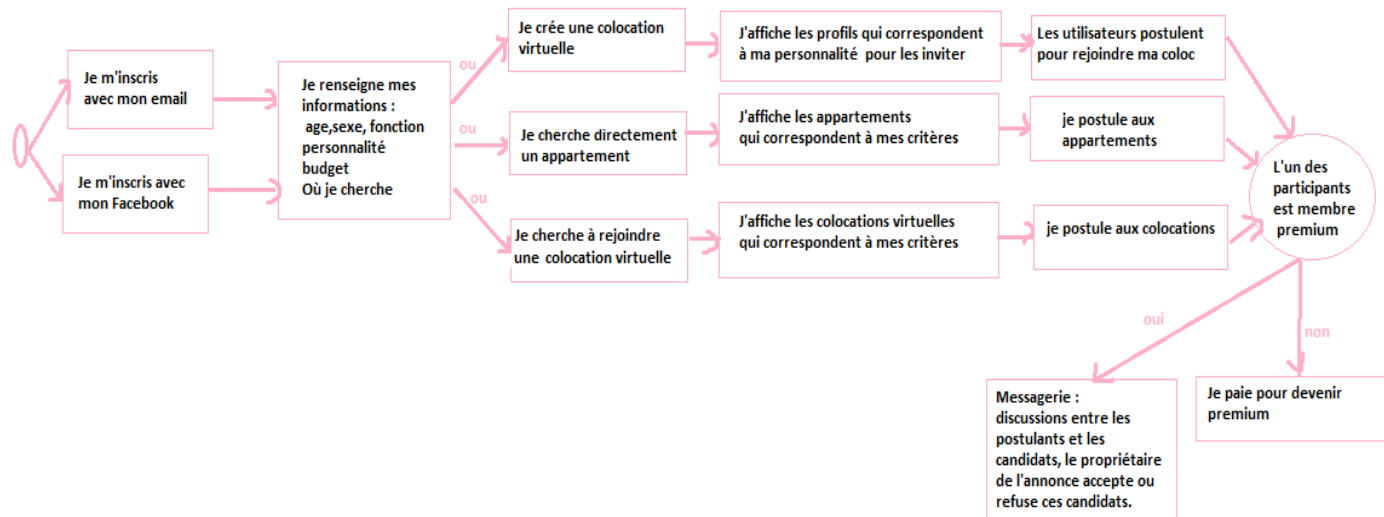 Je m'inscris
avec mon email
Je m'inscris avec
mon Facebook
Je renseigne mes
informations :
age,sexe, fonction
personnalité
budget
Où je cherche
ou
ou
ou
Je crée une colocation
virtuelle
J'affiche les profils qui correspondent
à ma personnalité pour les inviter
Les utilisateurs postulent
pour rejoindre ma coloc
Je cherche directement
un appartement
J'affiche les appartements
qui correspondent à mes critères
je postule aux
appartements
Je cherche à rejoindre
une colocation virtuelle
J'affiche les colocations virtuelles
qui correspondent à mes critères
je postule aux colocations
L'un des
participants
est membre
premium
oui
non
Messagerie :
discussions entre les
postulants et les
candidats, le propriétaire
de l'annonce accepte ou
refuse ces candidats.
Je paie pour devenir
premium